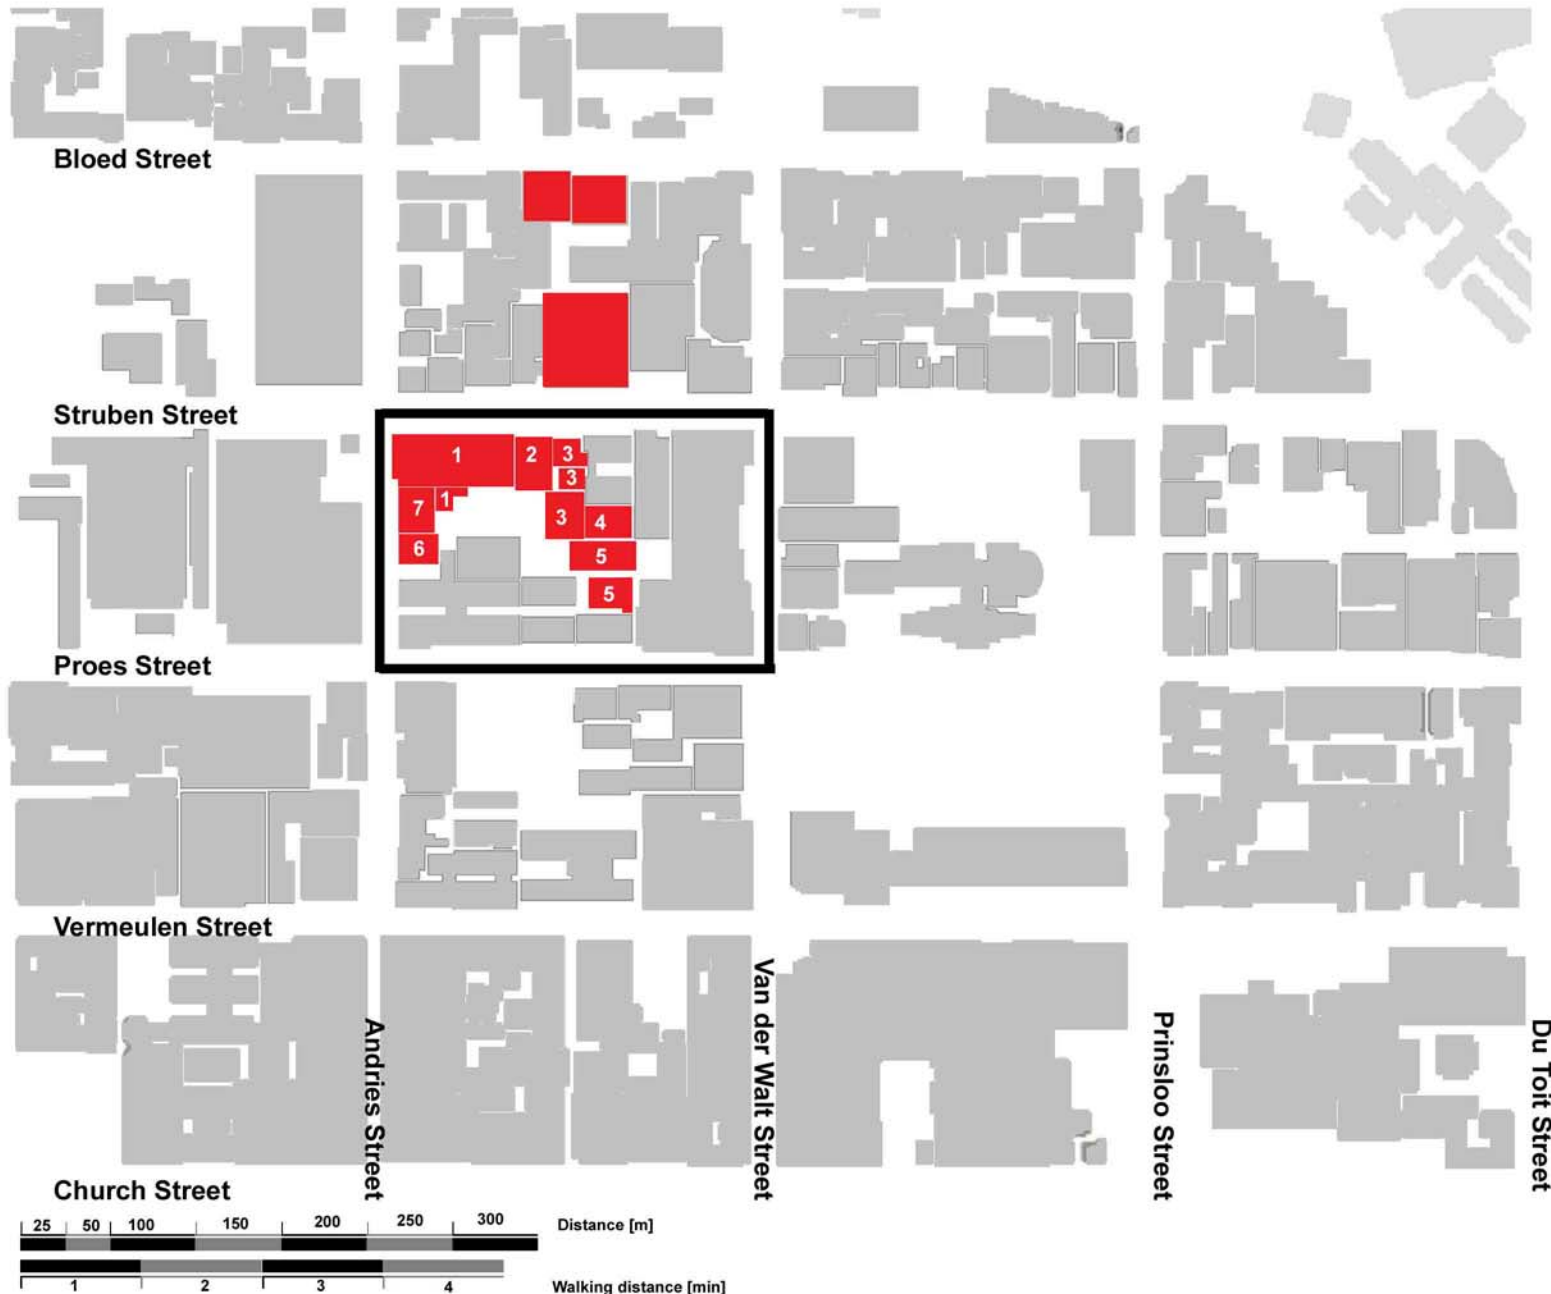 Bloed Street
Struben Street
1
2
3
3
7
1
3
4
6
5
5
Proes Street
Vermeulen Street
Andries Street
Van der Walt Street
Prinsloo Street
Du Toit Street
Church Street
25 50 100 150 200 250 300 Distance [m]
1 2 3 4 Walking distance [min]